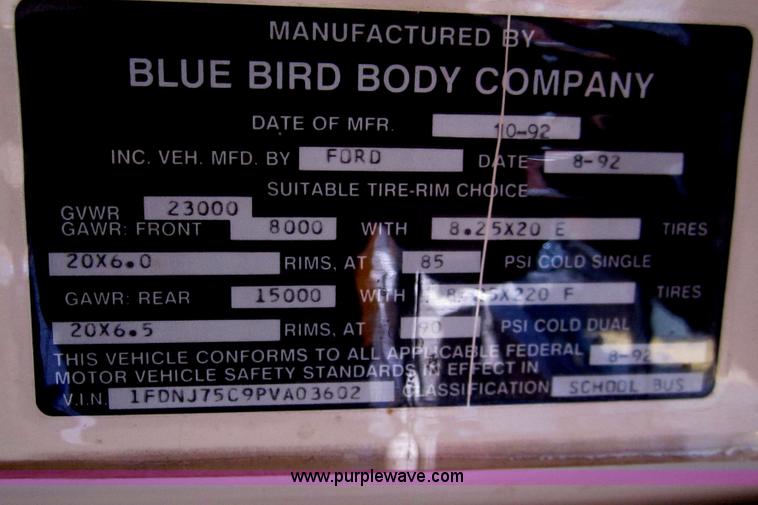 MANUFACTURED BY
BLUE BIRD BODY COMPANY
DATE OF MFR. 10-92
INC. VEH. MFD. BY FORD DATE 8-92
SUITABLE TIRE-RIM CHOICE
GVWR 23000
GAWR: FRONT 8000 WITH 8.25X20 E TIRES
20X6.0 RIMS, AT 85 PSI COLD SINGLE
GAWR: REAR 15000 WITH TIRES
20X6.5 RIMS, AT 90 PSI COLD DUAL
THIS VEHICLE CONFORMS TO ALL APPLICABLE FEDERAL 8-92
MOTOR VEHICLE SAFETY STANDARDS IN EFFECT IN
V.I.N. 1FDNJ75C9PVA03602 CLASSIFICATION SCHOOL BUS
www.purplewave.com